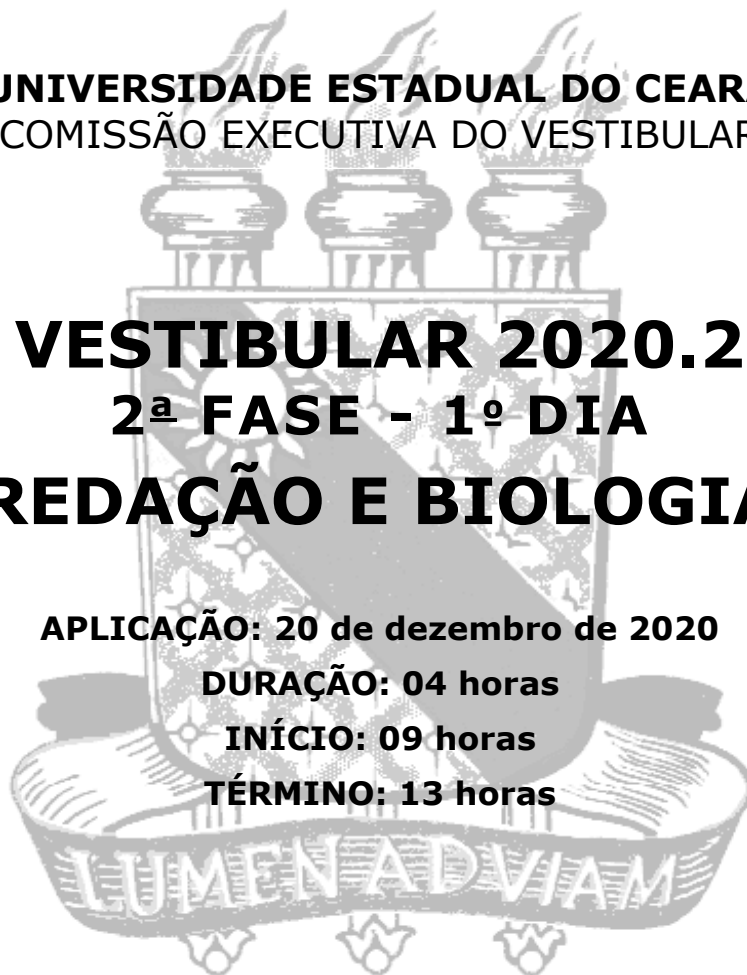 UNIVERSIDADE ESTADUAL DO CEARÁ
COMISSÃO EXECUTIVA DO VESTIBULAR
VESTIBULAR 2020.2
2ª FASE - 1º DIA
REDAÇÃO E BIOLOGIA
APLICAÇÃO: 20 de dezembro de 2020
DURAÇÃO: 04 horas
INÍCIO: 09 horas
TÉRMINO: 13 horas
LUMEN AD VIAM